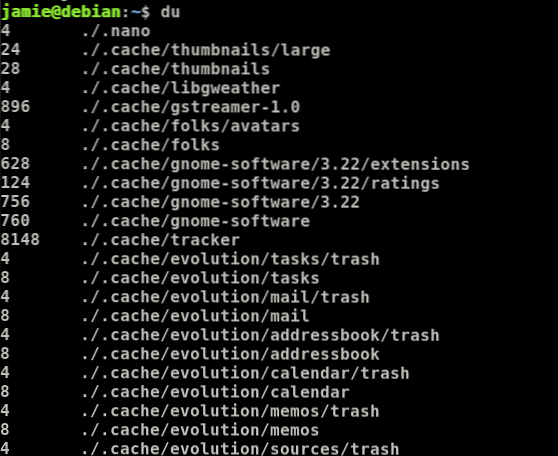 jamie@debian:~$ du
4 ./.nano
24 ./.cache/thumbnails/large
28 ./.cache/thumbnails
4 ./.cache/libgweather
896 ./.cache/gstreamer-1.0
4 ./.cache/folks/avatars
8 ./.cache/folks
628 ./.cache/gnome-software/3.22/extensions
124 ./.cache/gnome-software/3.22/ratings
756 ./.cache/gnome-software/3.22
760 ./.cache/gnome-software
8148 ./.cache/tracker
4 ./.cache/evolution/tasks/trash
8 ./.cache/evolution/tasks
4 ./.cache/evolution/mail/trash
8 ./.cache/evolution/mail
4 ./.cache/evolution/addressbook/trash
8 ./.cache/evolution/addressbook
4 ./.cache/evolution/calendar/trash
8 ./.cache/evolution/calendar
4 ./.cache/evolution/memos/trash
8 ./.cache/evolution/memos
4 ./.cache/evolution/sources/trash